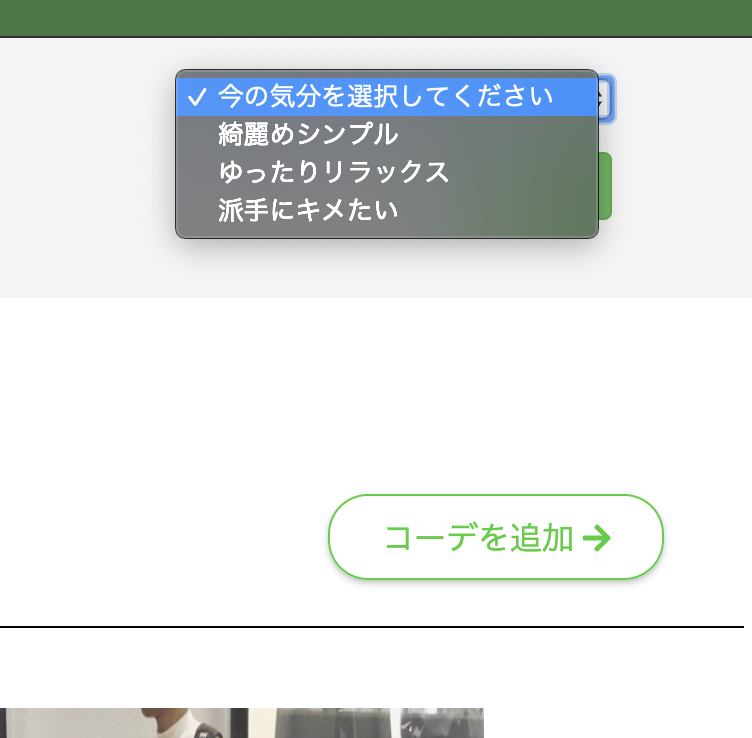 ✓ 今の気分を選択してください
綺麗めシンプル
ゆったりリラックス
派手にキメたい
コーデを追加 →